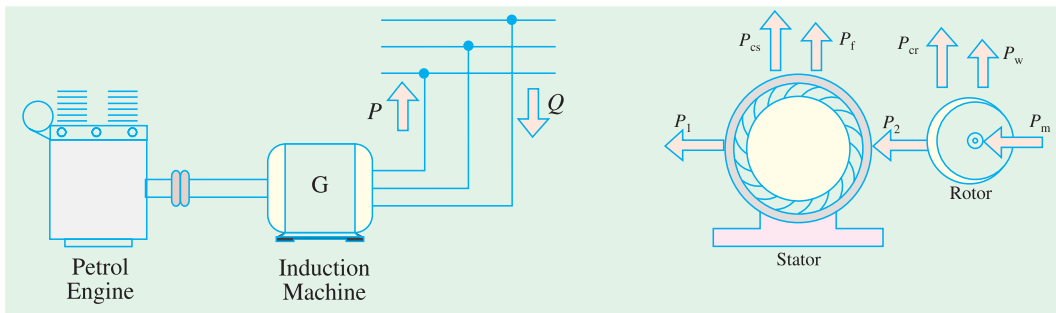 P
Q
G
Petrol
Engine
Induction
Machine
P_cs
P_f
P_cr
P_w
P_1
P_2
P_m
Rotor
Stator